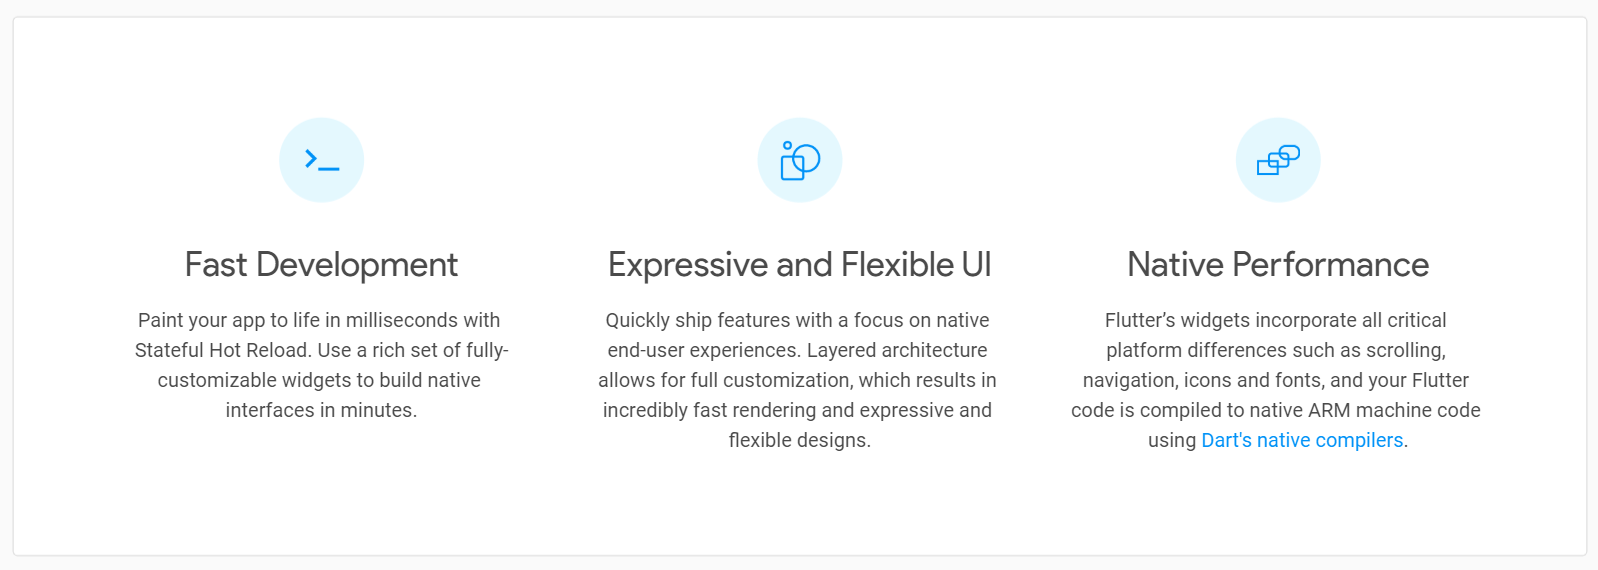 Fast Development
Paint your app to life in milliseconds with
Stateful Hot Reload. Use a rich set of fully-
customizable widgets to build native
interfaces in minutes.
Expressive and Flexible UI
Quickly ship features with a focus on native
end-user experiences. Layered architecture
allows for full customization, which results in
incredibly fast rendering and expressive and
flexible designs.
Native Performance
Flutter’s widgets incorporate all critical
platform differences such as scrolling,
navigation, icons and fonts, and your Flutter
code is compiled to native ARM machine code
using Dart's native compilers.